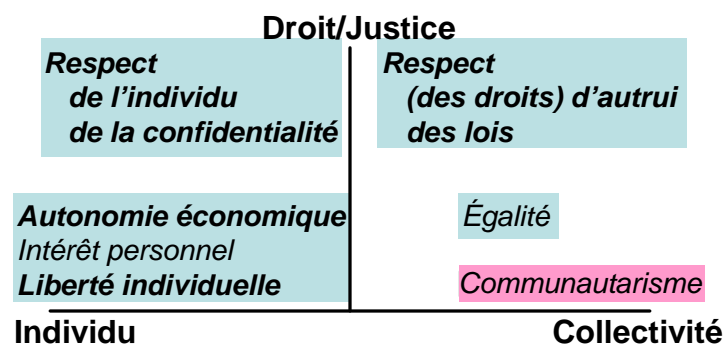 Droit/Justice
Respect
de l'individu
de la confidentialité
Respect
(des droits) d'autrui
des lois
Autonomie économique
Intérêt personnel
Liberté individuelle
Égalité
Communautarisme
Individu
Collectivité